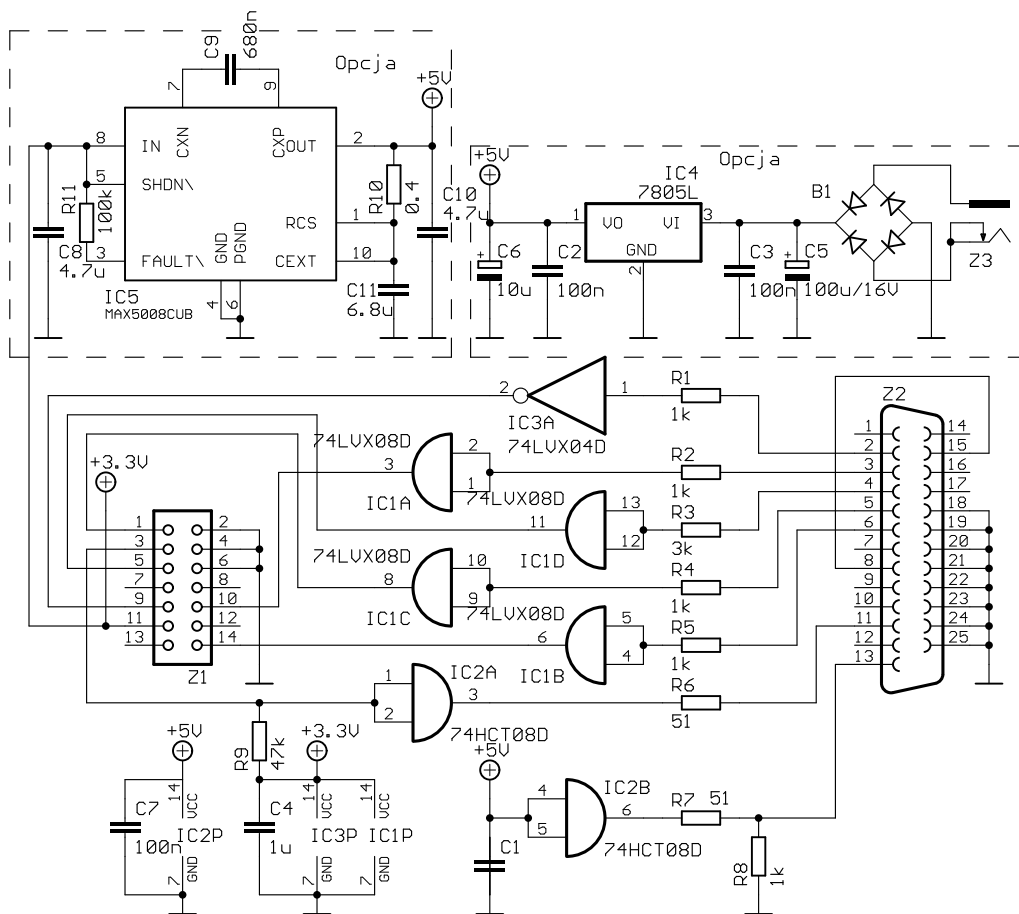 C9
680n
Opcja
7
9
+5V
8
IN
CXN
CXP
OUT
2
5
SHDN\
R11
100k
R10
0.4
C10
4.7u
RCS
1
C8
4.7u
3
FAULT\
GND
PGND
CEXT
10
IC5
MAX5008CUB
4
6
C11
6.8u
Opcja
+5V
IC4
7805L
B1
1
VO
VI
3
GND
2
+
C6
10u
C2
100n
C3
100n
+
C5
100u/16V
Z3
2
1
R1
1k
IC3A
74LVX04D
Z2
74LVX08D
3
2
1
IC1A
R2
1k
74LVX08D
+3.3V
11
13
12
IC1D
R3
3k
74LVX08D
8
10
9
IC1C
R4
1k
74LVX08D
6
5
4
IC1B
R5
1k
1
2
3
4
5
6
7
8
9
10
11
12
13
14
Z1
1
14
2
15
3
16
4
17
5
18
6
19
7
20
8
21
9
22
10
23
11
24
12
25
13
1
2
IC2A
3
74HCT08D
R6
51
+5V
R9
47k
+3.3V
C7
100n
14
VCC
IC2P
7
GND
C4
1u
14
VCC
IC3P
7
GND
14
VCC
IC1P
7
GND
+5V
C1
4
5
IC2B
6
74HCT08D
R7
51
R8
1k